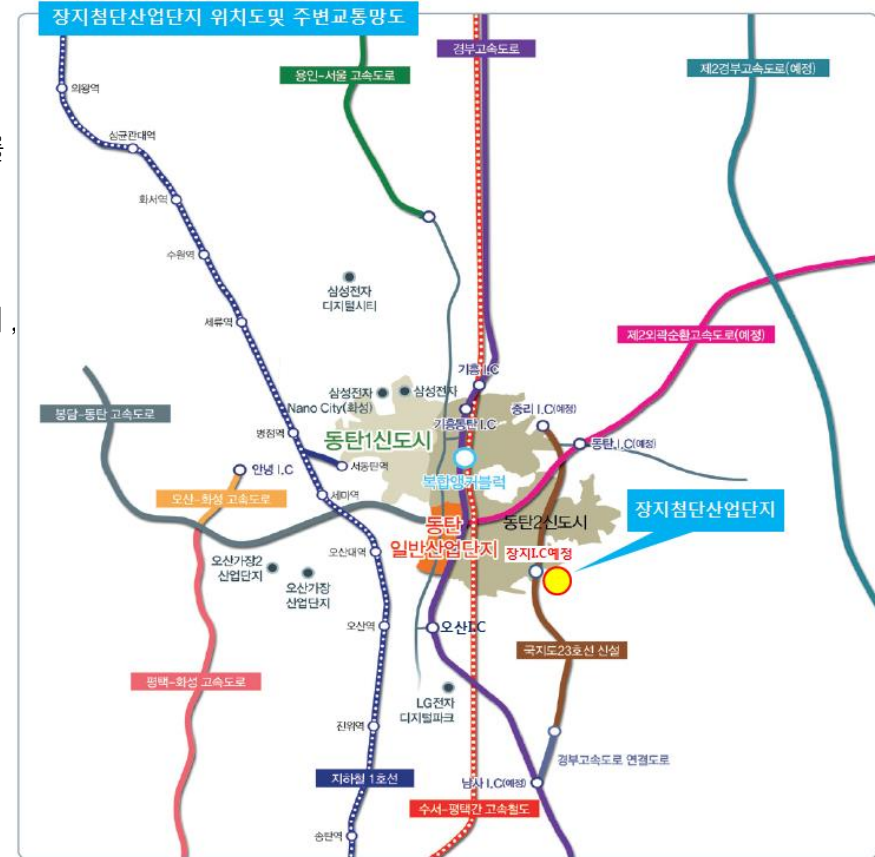 장지첨단산업단지 위치도및 주변교통망도
경부고속도로
용인-서울 고속도로
제2경부고속도로(예정)
의왕역
성균관대역
화서역
수원역
삼성전자
디지털시티
세류역
제2외곽순환고속도로(예정)
기흥I.C
삼성전자
Nano City(화성)
삼성전자
봉담-동탄 고속도로
기흥동탄 I.C
중리 I.C(예정)
병점역
동탄1신도시
동탄 I.C(예정)
서동탄역
안녕 I.C
복합앵커블럭
세마역
오산-화성 고속도로
장지첨단산업단지
동탄
일반산업단지
동탄2신도시
오산대역
장지I.C예정
오산가장2
산업단지
오산가장
산업단지
오산역
오산I.C
국지도23호선 신설
평택-화성 고속도로
LG전자
디지털파크
진위역
경부고속도로 연결도로
지하철 1호선
남사 I.C(예정)
수서-평택간 고속철도
송탄역